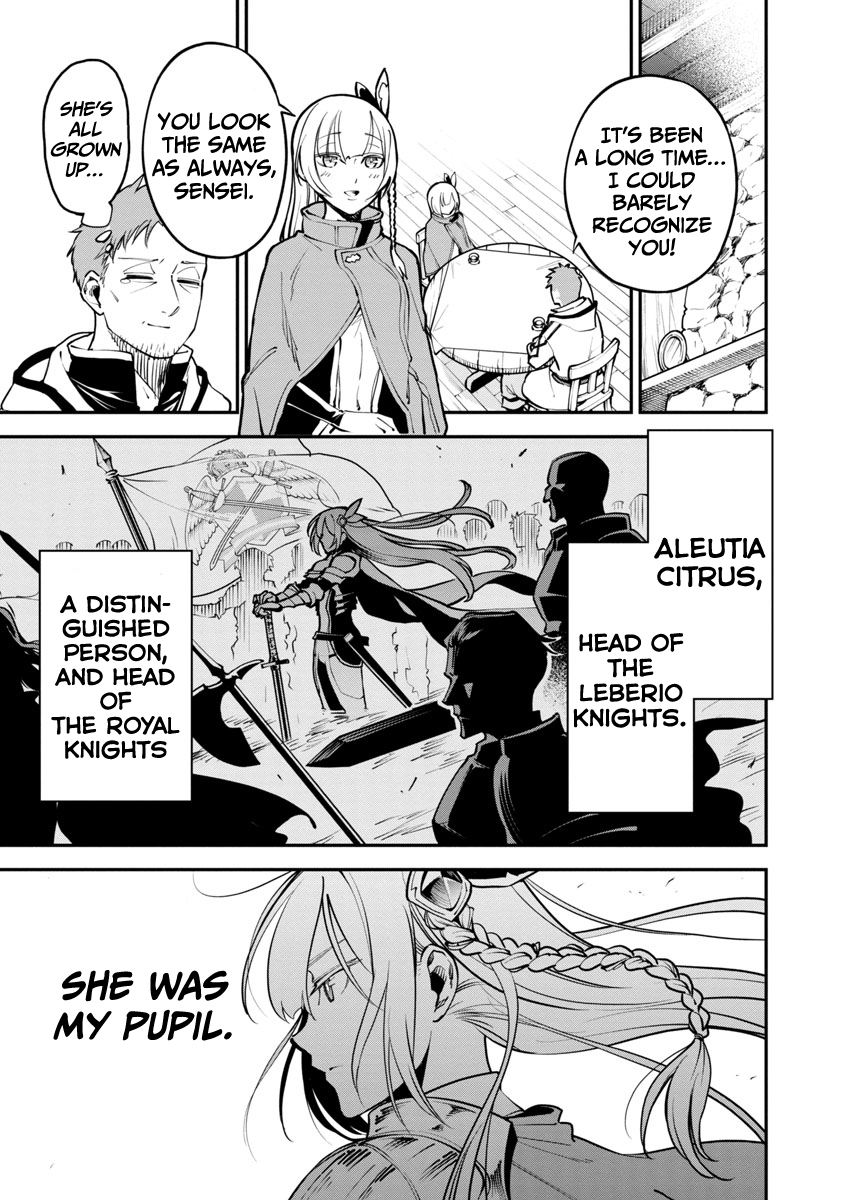 IT'S BEEN
A LONG TIME...
I COULD
BARELY
RECOGNIZE
YOU!
YOU LOOK
THE SAME
AS ALWAYS,
SENSEI.
SHE'S
ALL
GROWN
UP...
ALEUTIA
CITRUS,
HEAD OF
THE
LEBERIO
KNIGHTS.
A DISTIN-
GUISHED
PERSON,
AND HEAD
OF
THE ROYAL
KNIGHTS
SHE WAS
MY PUPIL.